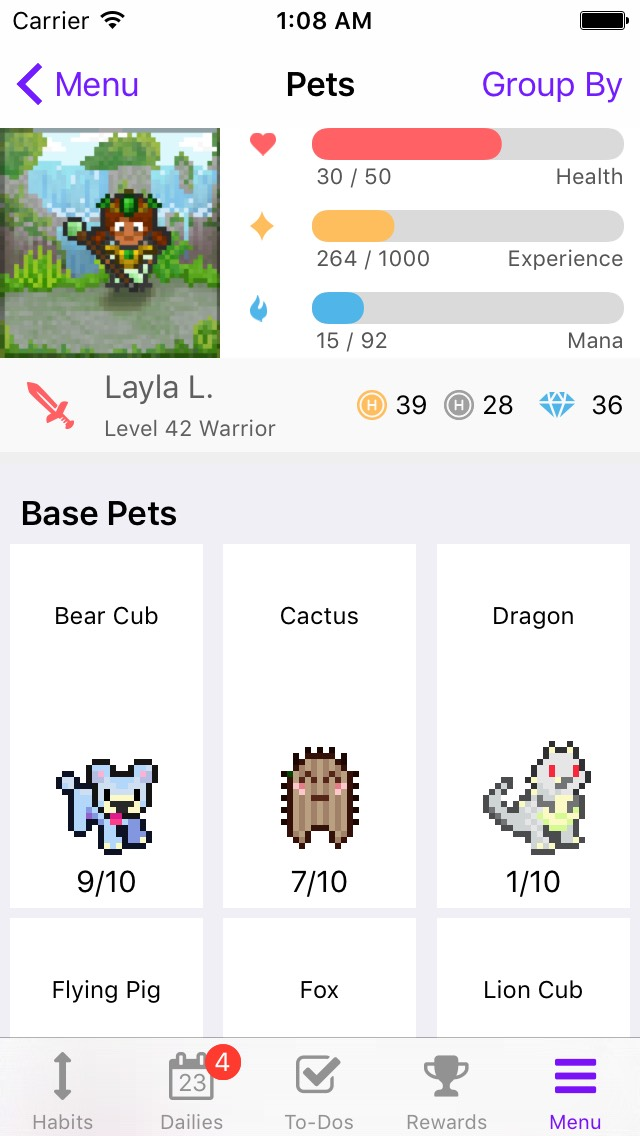 Carrier 1:08 AM
Menu Pets Group By
30 / 50 Health
264 / 1000 Experience
15 / 92 Mana
Layla L.
Level 42 Warrior
H 39 H 28 36
Base Pets
Bear Cub Cactus Dragon
9/10 7/10 1/10
Flying Pig Fox Lion Cub
4
23
Habits Dailies To-Dos Rewards Menu